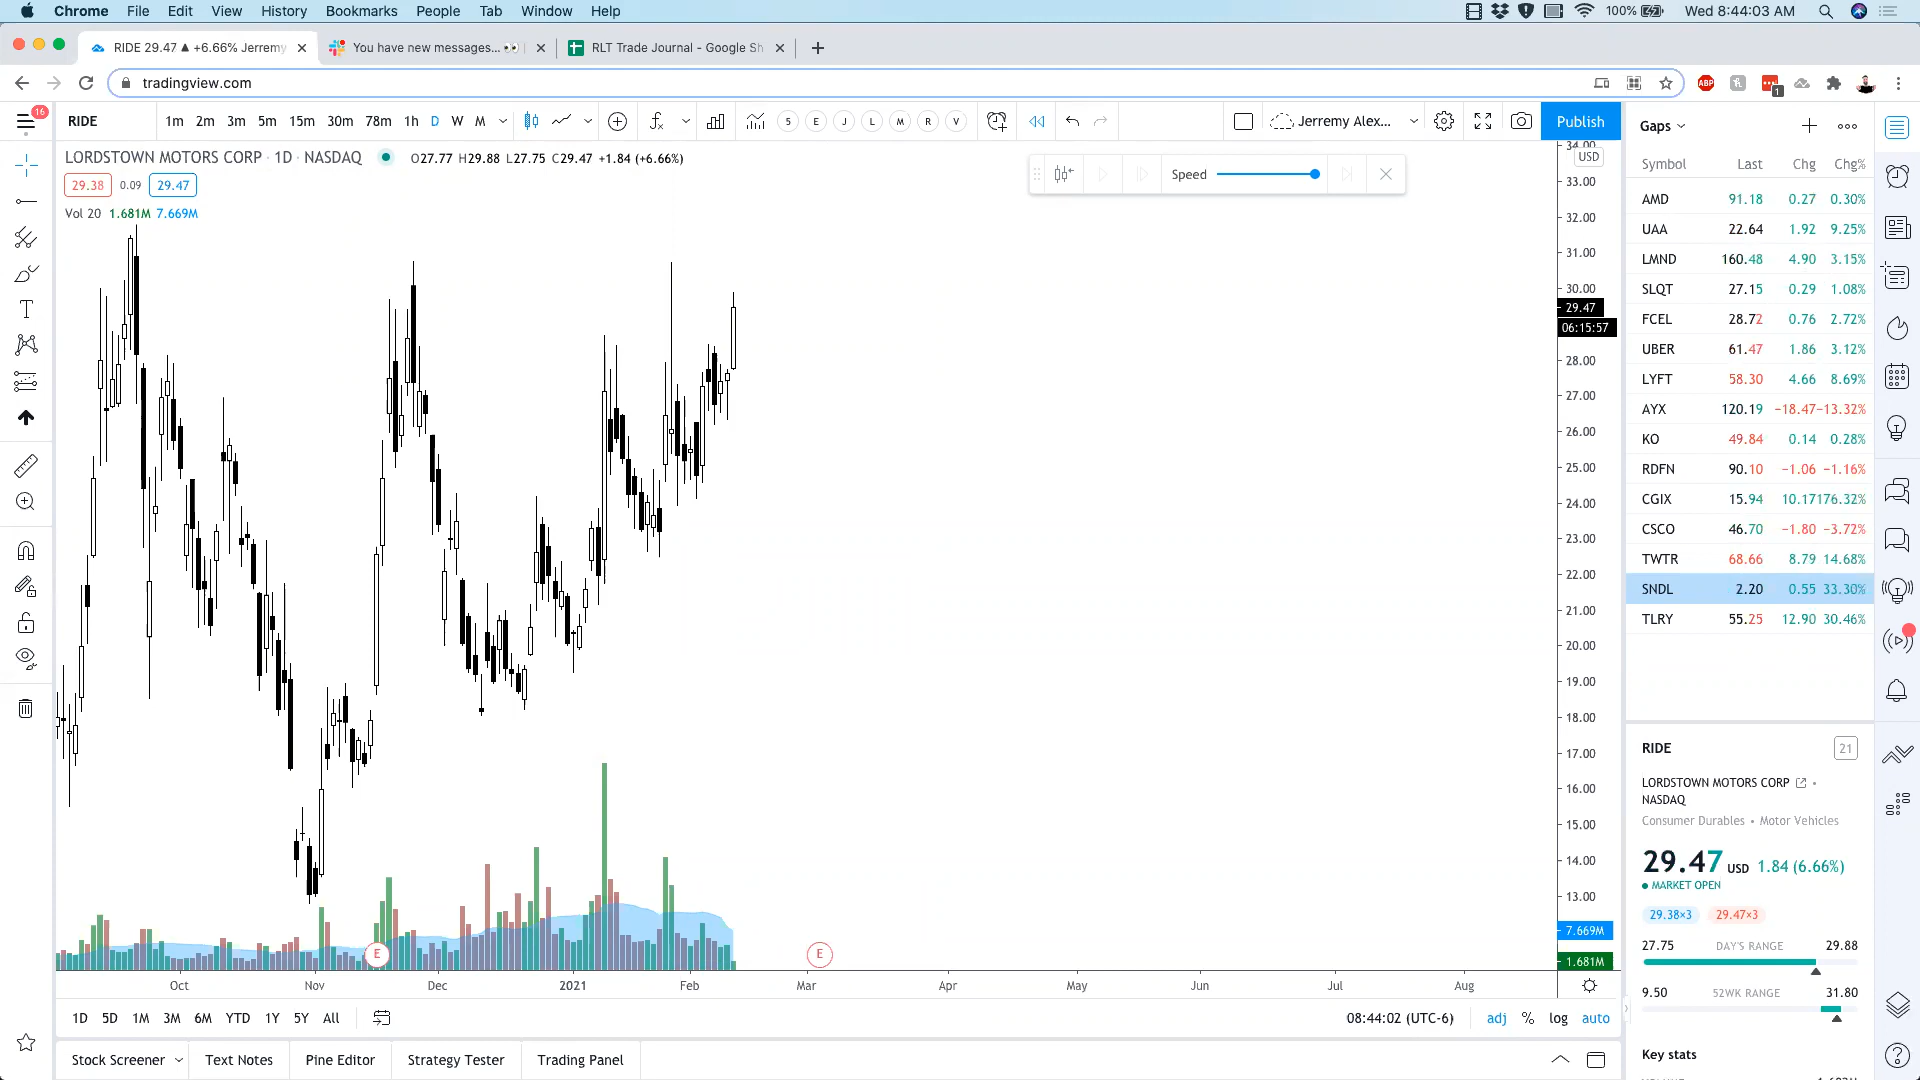 Chrome File Edit View History Bookmarks People Tab Window Help 100% Wed 8:44:03 AM
RIDE 29.47 ▲ +6.66% Jerremy You have new messages... 👀 RLT Trade Journal - Google Sh
tradingview.com
ABP 1
16 RIDE 1m 2m 3m 5m 15m 30m 78m 1h D W M 5 E J L M R V Jerremy Alex... Publish
LORDSTOWN MOTORS CORP · 1D · NASDAQ O27.77 H29.88 L27.75 C29.47 +1.84 (+6.66%)
29.38 0.09 29.47
Vol 20 1.681M 7.669M
Speed
USD
34.00
33.00
32.00
31.00
30.00
29.47
06:15:57
28.00
27.00
26.00
25.00
24.00
23.00
22.00
21.00
20.00
19.00
18.00
17.00
16.00
15.00
14.00
13.00
7.669M
1.681M
E E
Oct Nov Dec 2021 Feb Mar Apr May Jun Jul Aug
1D 5D 1M 3M 6M YTD 1Y 5Y All 08:44:02 (UTC-6) adj % log auto
Stock Screener Text Notes Pine Editor Strategy Tester Trading Panel
Gaps
Symbol Last Chg Chg%
AMD 91.18 0.27 0.30%
UAA 22.64 1.92 9.25%
LMND 160.48 4.90 3.15%
SLQT 27.15 0.29 1.08%
FCEL 28.72 0.76 2.72%
UBER 61.47 1.86 3.12%
LYFT 58.30 4.66 8.69%
AYX 120.19 −18.47 −13.32%
KO 49.84 0.14 0.28%
RDFN 90.10 −1.06 −1.16%
CGIX 15.94 10.17 176.32%
CSCO 46.70 −1.80 −3.72%
TWTR 68.66 8.79 14.68%
SNDL 2.20 0.55 33.30%
TLRY 55.25 12.90 30.46%
RIDE 21
LORDSTOWN MOTORS CORP •
NASDAQ
Consumer Durables • Motor Vehicles
29.47 USD 1.84 (6.66%)
● MARKET OPEN
29.38×3 29.47×3
27.75 DAY'S RANGE 29.88
9.50 52WK RANGE 31.80
Key stats